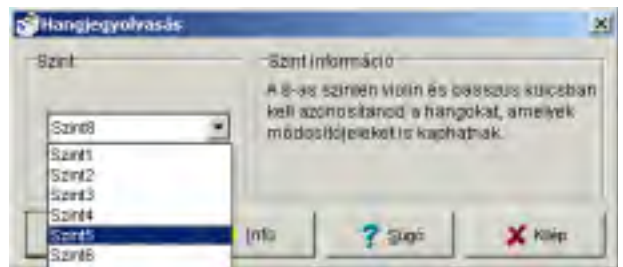 Hangjegyolvasás
Szint
Szint8
Szint1
Szint2
Szint3
Szint4
Szint5
Szint6
Szint információ
A 8-as szinten violin és basszus kulcsban
kell azonosítanod a hangokat, amelyek
módosítójeleket is kaphatnak.
Info
Súgó
Kilép